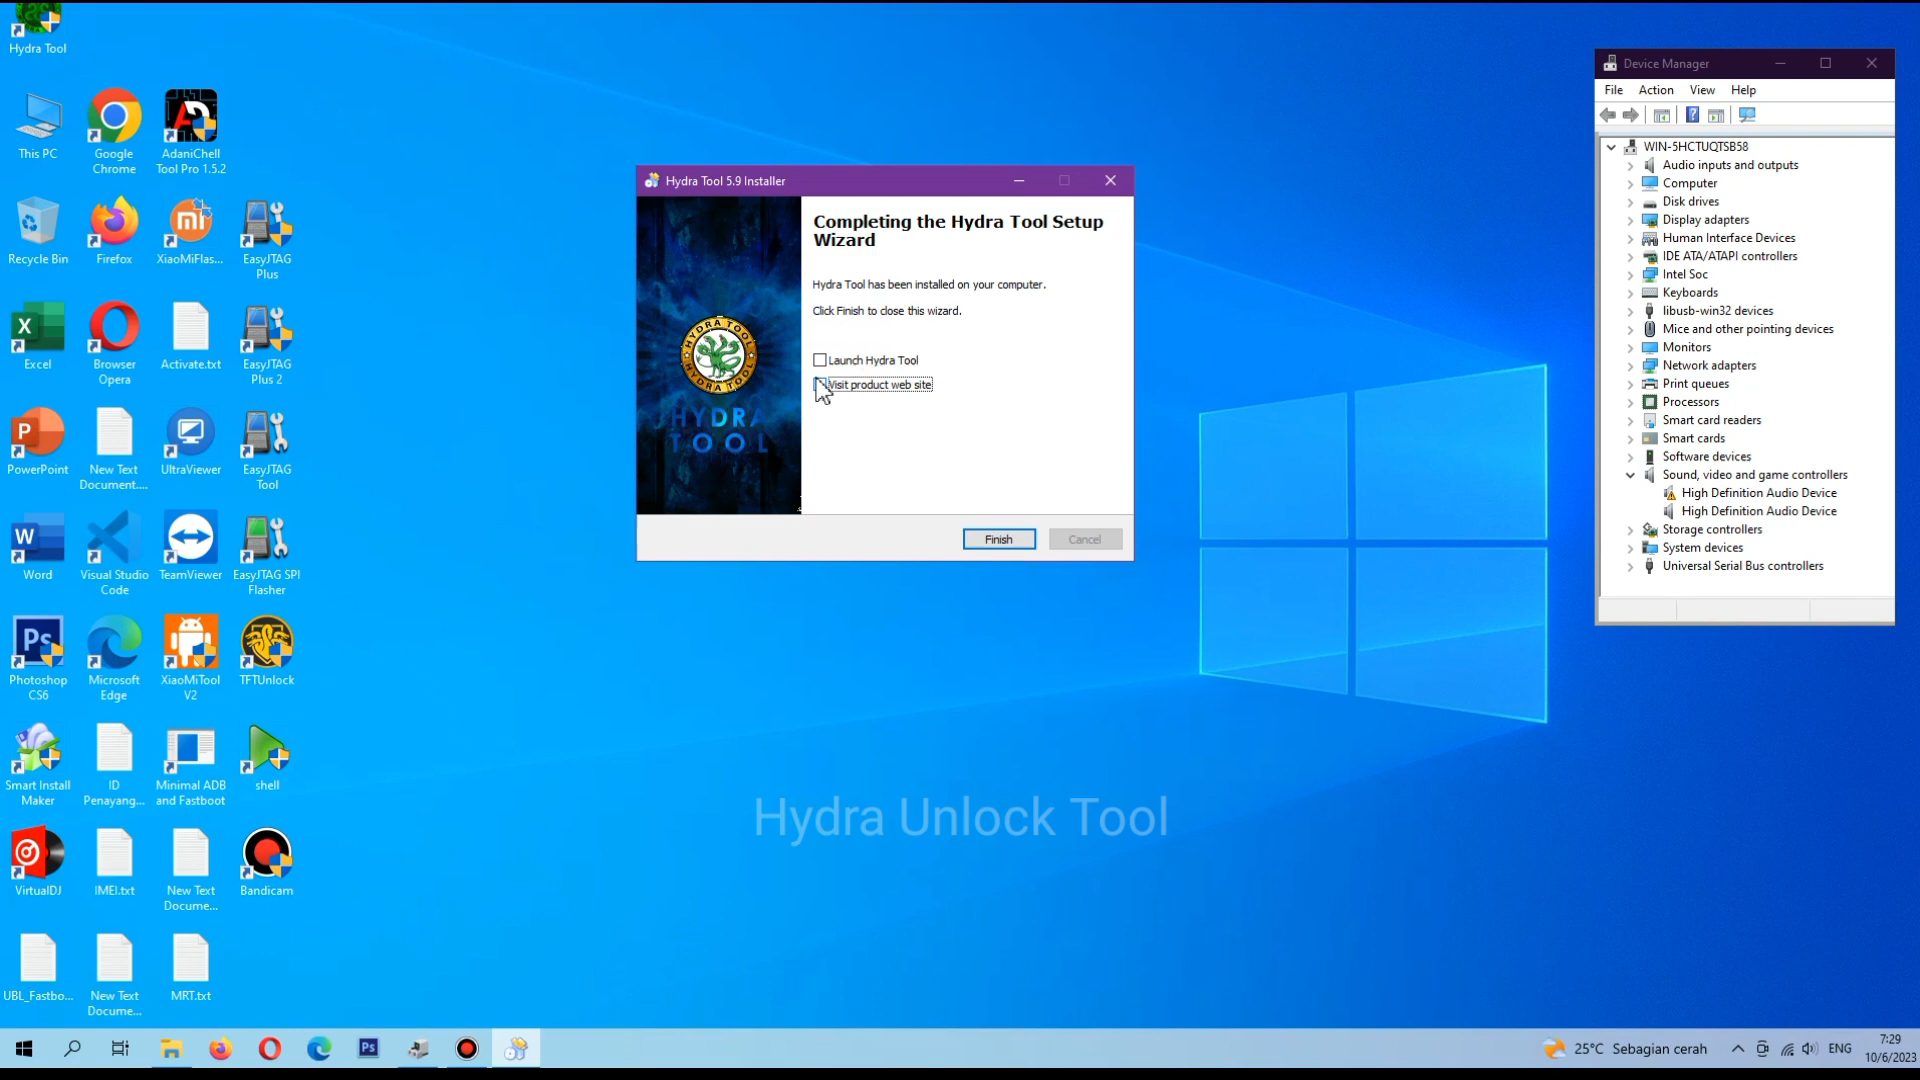 Hydra Tool
This PC
Google
Chrome
AdaniChell
Tool Pro 1.5.2
Recycle Bin
Firefox
XiaoMiFlas...
EasyJTAG
Plus
Excel
Browser
Opera
Activate.txt
EasyJTAG
Plus 2
PowerPoint
New Text
Document....
UltraViewer
EasyJTAG
Tool
Word
Visual Studio
Code
TeamViewer
EasyJTAG SPI
Flasher
Photoshop
CS6
Microsoft
Edge
XiaoMiTool
V2
TFTUnlock
Smart Install
Maker
ID
Penayang...
Minimal ADB
and Fastboot
shell
VirtualDJ
IMEI.txt
New Text
Docume...
Bandicam
UBL_Fastbo...
New Text
Docume...
MRT.txt
Hydra Tool 5.9 Installer
HYDRA TOOL
HYDRA TOOL
HYDRA
TOOL
Completing the Hydra Tool Setup
Wizard
Hydra Tool has been installed on your computer.
Click Finish to close this wizard.
Launch Hydra Tool
Visit product web site
Finish
Cancel
Hydra Unlock Tool
Device Manager
File Action View Help
WIN-5HCTUQTSB58
Audio inputs and outputs
Computer
Disk drives
Display adapters
Human Interface Devices
IDE ATA/ATAPI controllers
Intel Soc
Keyboards
libusb-win32 devices
Mice and other pointing devices
Monitors
Network adapters
Print queues
Processors
Smart card readers
Smart cards
Software devices
Sound, video and game controllers
High Definition Audio Device
High Definition Audio Device
Storage controllers
System devices
Universal Serial Bus controllers
25°C Sebagian cerah
ENG
7:29
10/6/2023